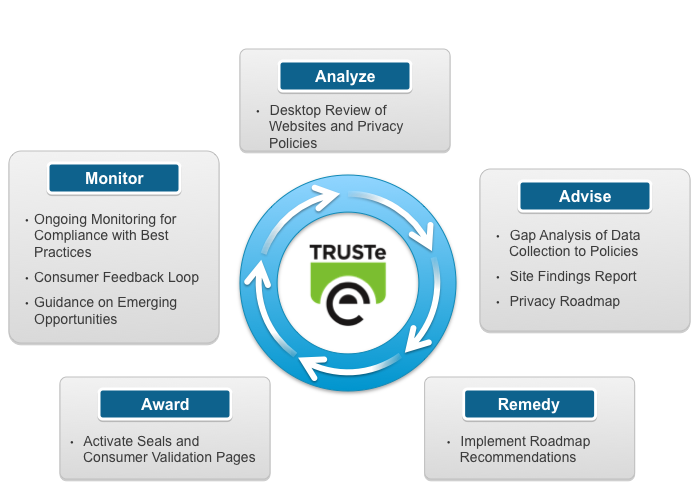 Analyze
• Desktop Review of
Websites and Privacy
Policies
Advise
• Gap Analysis of Data
Collection to Policies
• Site Findings Report
• Privacy Roadmap
Remedy
• Implement Roadmap
Recommendations
Award
• Activate Seals and
Consumer Validation Pages
Monitor
• Ongoing Monitoring for
Compliance with Best
Practices
• Consumer Feedback Loop
• Guidance on Emerging
Opportunities
TRUSTe
e